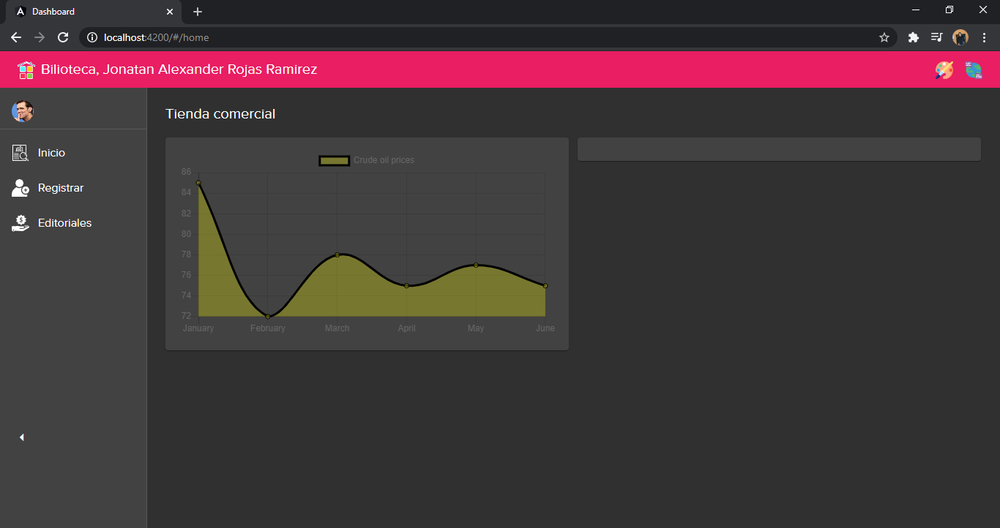 Dashboard
localhost:4200/#/home
Bilioteca, Jonatan Alexander Rojas Ramirez
Inicio
Registrar
Editoriales
Tienda comercial
Crude oil prices
86
84
82
80
78
76
74
72
January February March April May June